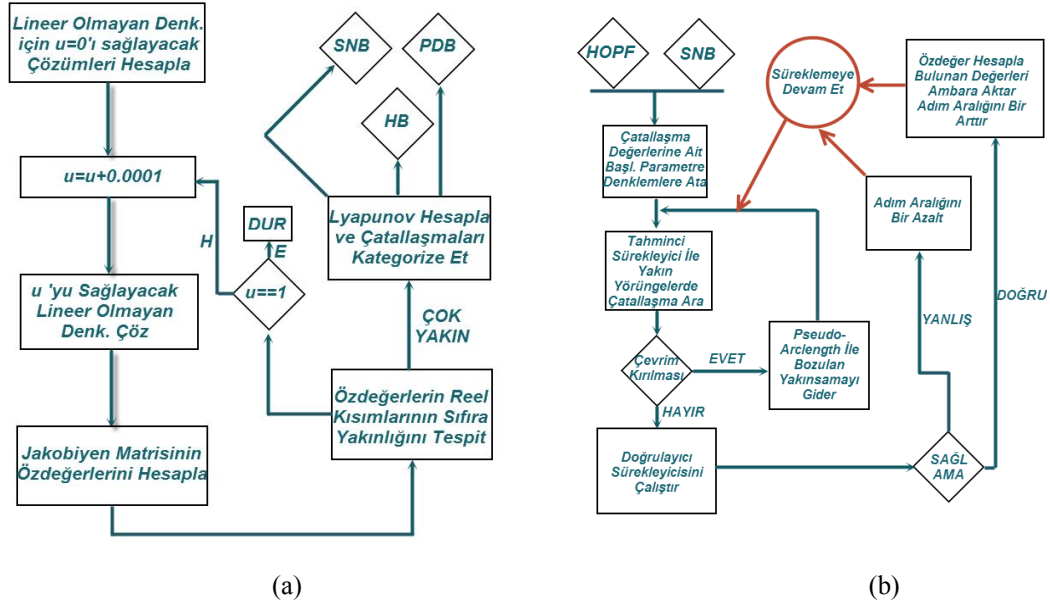 Lineer Olmayan Denk.
için u=0'ı sağlayacak
Çözümleri Hesapla
u=u+0.0001
u 'yu Sağlayacak
Lineer Olmayan
Denk. Çöz
Jakobiyen Matrisinin
Özdeğerlerini Hesapla
H
DUR
E
u==1
SNB
PDB
HB
Lyapunov Hesapla
ve Çatallaşmaları
Kategorize Et
ÇOK
YAKIN
Özdeğerlerin Reel
Kısımlarının Sıfıra
Yakınlığını Tespit
(a)
HOPF
SNB
Çatallaşma
Değerlerine Ait
Başl. Parametre
Denklemlere Ata
Tahminci
Sürekleyici İle
Yakın
Yörüngelerde
Çatallaşma Ara
Çevrim
Kırılması
EVET
HAYIR
Pseudo-
Arclength İle
Bozulan
Yakınsamayı
Gider
Doğrulayıcı
Sürekleyicisini
Çalıştır
SAĞL
AMA
YANLIŞ
DOĞRU
Adım Aralığını
Bir Azalt
Süreklemeye
Devam Et
Özdeğer Hesapla
Bulunan Değerleri
Ambara Aktar
Adım Aralığını Bir
Arttır
(b)